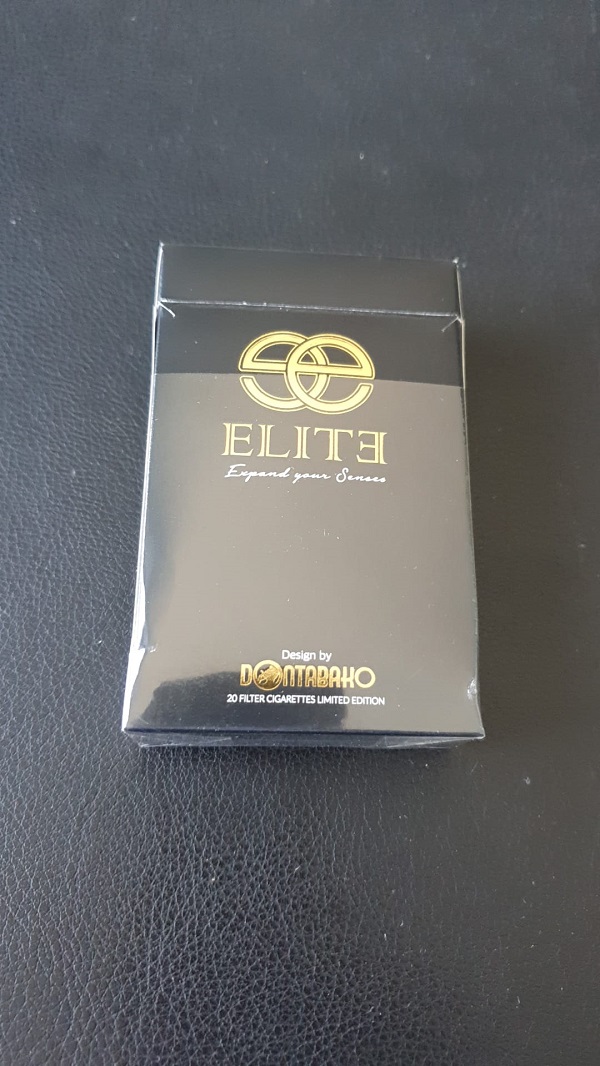 ELITE
Expand your Senses
Design by
DONTABAKO
20 FILTER CIGARETTES LIMITED EDITION